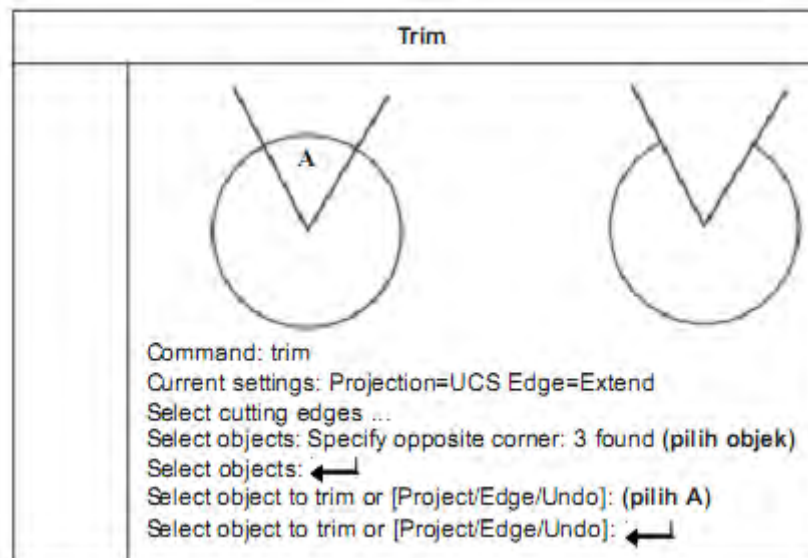 Trim
A
Command: trim
Current settings: Projection=UCS Edge=Extend
Select cutting edges ...
Select objects: Specify opposite corner: 3 found (pilih objek)
Select objects:
Select object to trim or [Project/Edge/Undo]: (pilih A)
Select object to trim or [Project/Edge/Undo]: